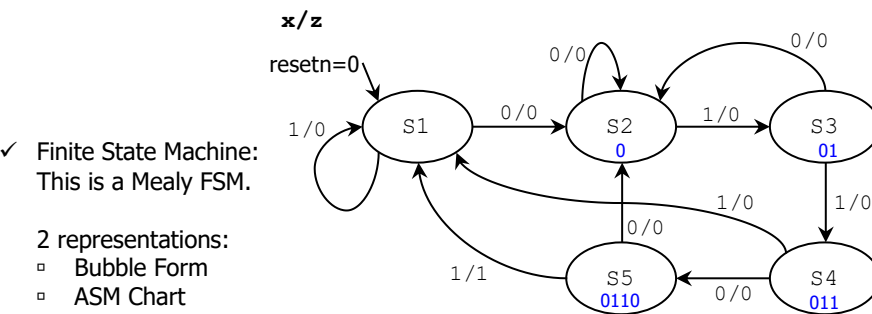 x/z
resetn=0
✓ Finite State Machine:
This is a Mealy FSM.
2 representations:
▫ Bubble Form
▫ ASM Chart
0/0
0/0
1/0
S1
0/0
S2
0
1/0
S3
01
1/0
1/0
0/0
1/1
S5
0110
0/0
S4
011